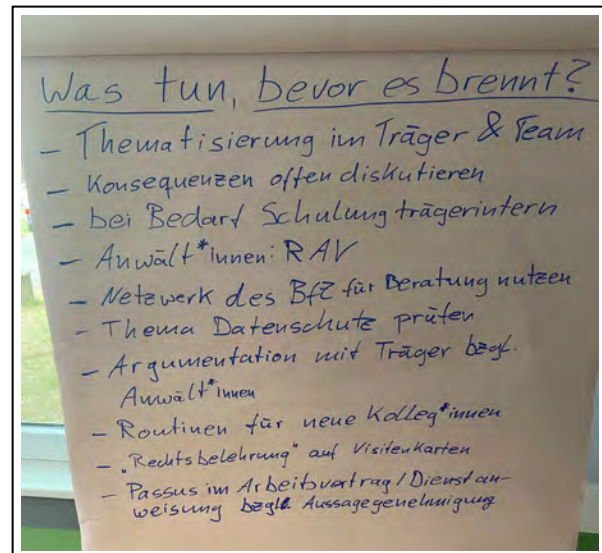 Was tun, bevor es brennt?
- Thematisierung im Träger & Team
- Konsequenzen offen diskutieren
- bei Bedarf Schulung trägerintern
- Anwält*innen: RAV
- Netzwerk des BfZ für Beratung nutzen
- Thema Datenschutz prüfen
- Argumentation mit Träger bzgl.
Anwält*innen
- Routinen für neue Kolleg*innen
- „Rechtsbelehrung" auf Visitenkarten
- Passus im Arbeitsvertrag/Dienstan-
weisung bzgl. Aussagegenehmigung